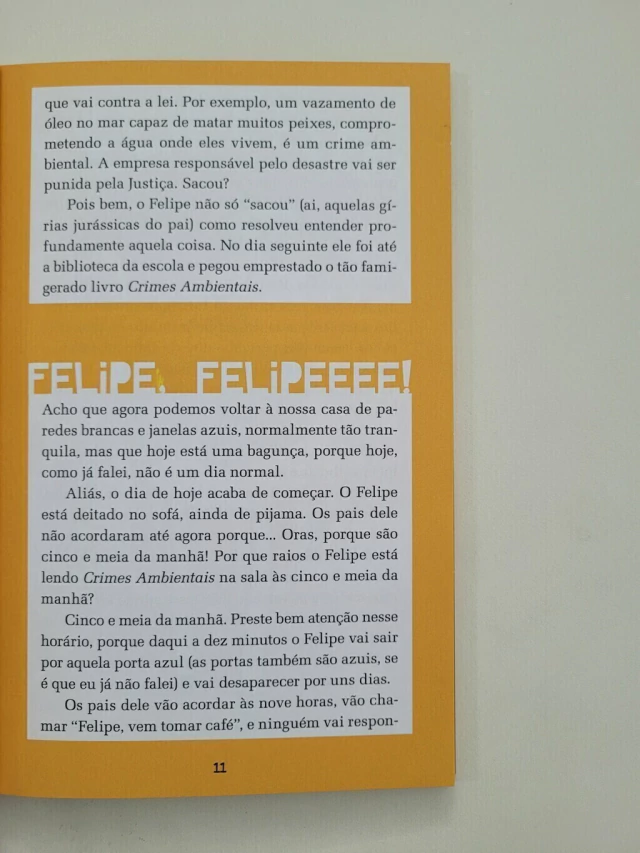 que vai contra a lei. Por exemplo, um vazamento de
óleo no mar capaz de matar muitos peixes, compro-
metendo a água onde eles vivem, é um crime am-
biental. A empresa responsável pelo desastre vai ser
punida pela Justiça. Sacou?
Pois bem, o Felipe não só “sacou” (ai, aquelas gí-
rias jurássicas do pai) como resolveu entender pro-
fundamente aquela coisa. No dia seguinte ele foi até
a biblioteca da escola e pegou emprestado o tão fami-
gerado livro Crimes Ambientais.
FELIPE, FELIPEEEE!
Acho que agora podemos voltar à nossa casa de pa-
redes brancas e janelas azuis, normalmente tão tran-
quila, mas que hoje está uma bagunça, porque hoje,
como já falei, não é um dia normal.
Aliás, o dia de hoje acaba de começar. O Felipe
está deitado no sofá, ainda de pijama. Os pais dele
não acordaram até agora porque... Oras, porque são
cinco e meia da manhã! Por que raios o Felipe está
lendo Crimes Ambientais na sala às cinco e meia da
manhã?
Cinco e meia da manhã. Preste bem atenção nesse
horário, porque daqui a dez minutos o Felipe vai sair
por aquela porta azul (as portas também são azuis, se
é que eu já não falei) e vai desaparecer por uns dias.
Os pais dele vão acordar às nove horas, vão cha-
mar “Felipe, vem tomar café”, e ninguém vai respon-
11